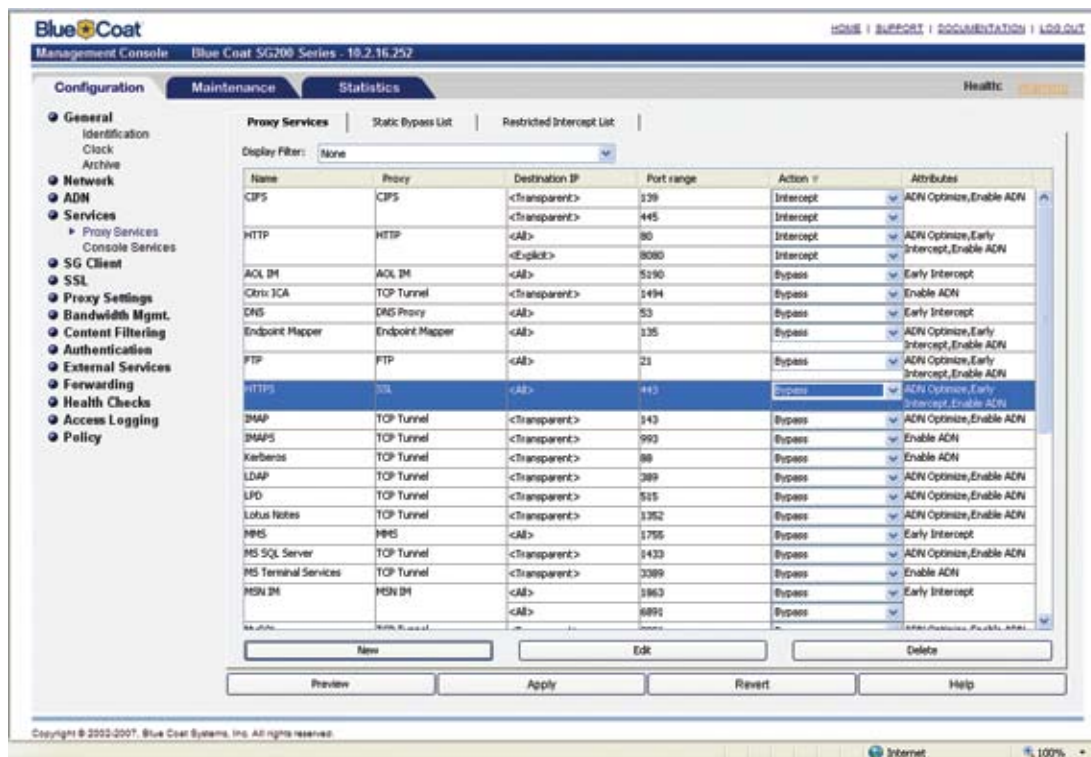 Blue Coat
HOME | SUPPORT | DOCUMENTATION | LOG OUT
Management Console Blue Coat SG200 Series - 10.2.16.252
Configuration Maintenance Statistics Health:
General
Identification
Clock
Archive
Network
ADN
Services
Proxy Services
Console Services
SG Client
SSL
Proxy Settings
Bandwidth Mgmt.
Content Filtering
Authentication
External Services
Forwarding
Health Checks
Access Logging
Policy
Proxy Services | Static Bypass List | Restricted Intercept List |
Display Filter: None
Name Proxy Destination IP Port range Action Attributes
CIFS CIFS <Transparent> 139 Intercept ADN Optimize,Enable ADN
<Transparent> 445 Intercept
HTTP HTTP <All> 80 Intercept ADN Optimize,Early
<Explicit> 8080 Intercept Intercept,Enable ADN
AOL IM AOL IM <All> 5190 Bypass Early Intercept
Citrix ICA TCP Tunnel <Transparent> 1494 Bypass Enable ADN
DNS DNS Proxy <All> 53 Bypass Early Intercept
Endpoint Mapper Endpoint Mapper <All> 135 Bypass ADN Optimize,Early
Intercept,Enable ADN
FTP FTP <All> 21 Bypass ADN Optimize,Early
Intercept,Enable ADN
HTTPS SSL <All> 443 Bypass ADN Optimize,Early
Intercept,Enable ADN
IMAP TCP Tunnel <Transparent> 143 Bypass ADN Optimize,Enable ADN
IMAPS TCP Tunnel <Transparent> 993 Bypass Enable ADN
Kerberos TCP Tunnel <Transparent> 88 Bypass Enable ADN
LDAP TCP Tunnel <Transparent> 389 Bypass ADN Optimize,Enable ADN
LPD TCP Tunnel <Transparent> 515 Bypass ADN Optimize,Enable ADN
Lotus Notes TCP Tunnel <Transparent> 1352 Bypass ADN Optimize,Enable ADN
MMS MMS <All> 1755 Bypass Early Intercept
MS SQL Server TCP Tunnel <Transparent> 1433 Bypass ADN Optimize,Enable ADN
MS Terminal Services TCP Tunnel <Transparent> 3389 Bypass Enable ADN
MSN IM MSN IM <All> 1863 Bypass Early Intercept
<All> 6891 Bypass
New Edit Delete
Preview Apply Revert Help
Copyright © 2002-2007, Blue Coat Systems, Inc. All rights reserved.
Internet 100%